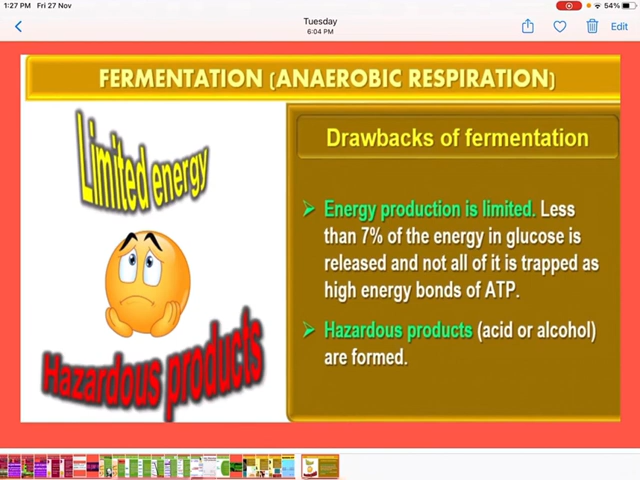 1:27 PM Fri 27 Nov
54%
Tuesday
6:04 PM
Edit
FERMENTATION (ANAEROBIC RESPIRATION)
Limited energy
Hazardous products
Drawbacks of fermentation
Energy production is limited. Less
than 7% of the energy in glucose is
released and not all of it is trapped as
high energy bonds of ATP.
Hazardous products (acid or alcohol)
are formed.